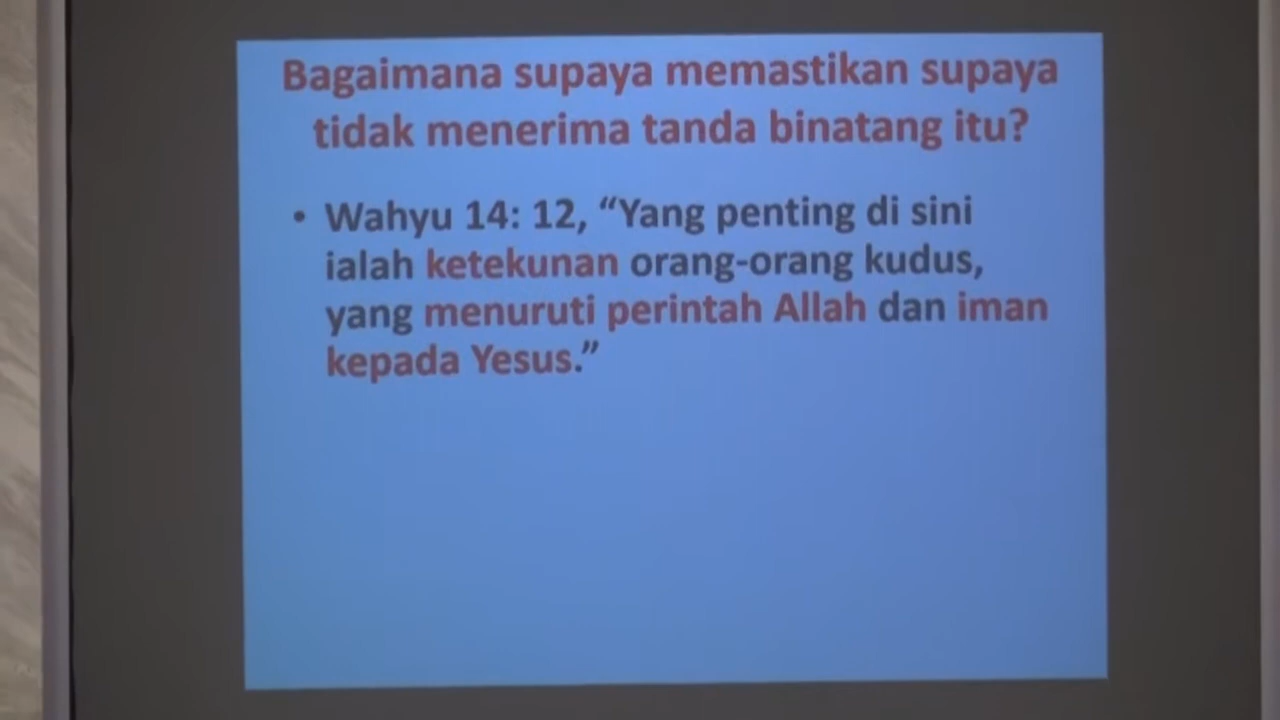 Bagaimana supaya memastikan supaya
tidak menerima tanda binatang itu?
• Wahyu 14: 12, “Yang penting di sini
ialah ketekunan orang-orang kudus,
yang menuruti perintah Allah dan iman
kepada Yesus.”